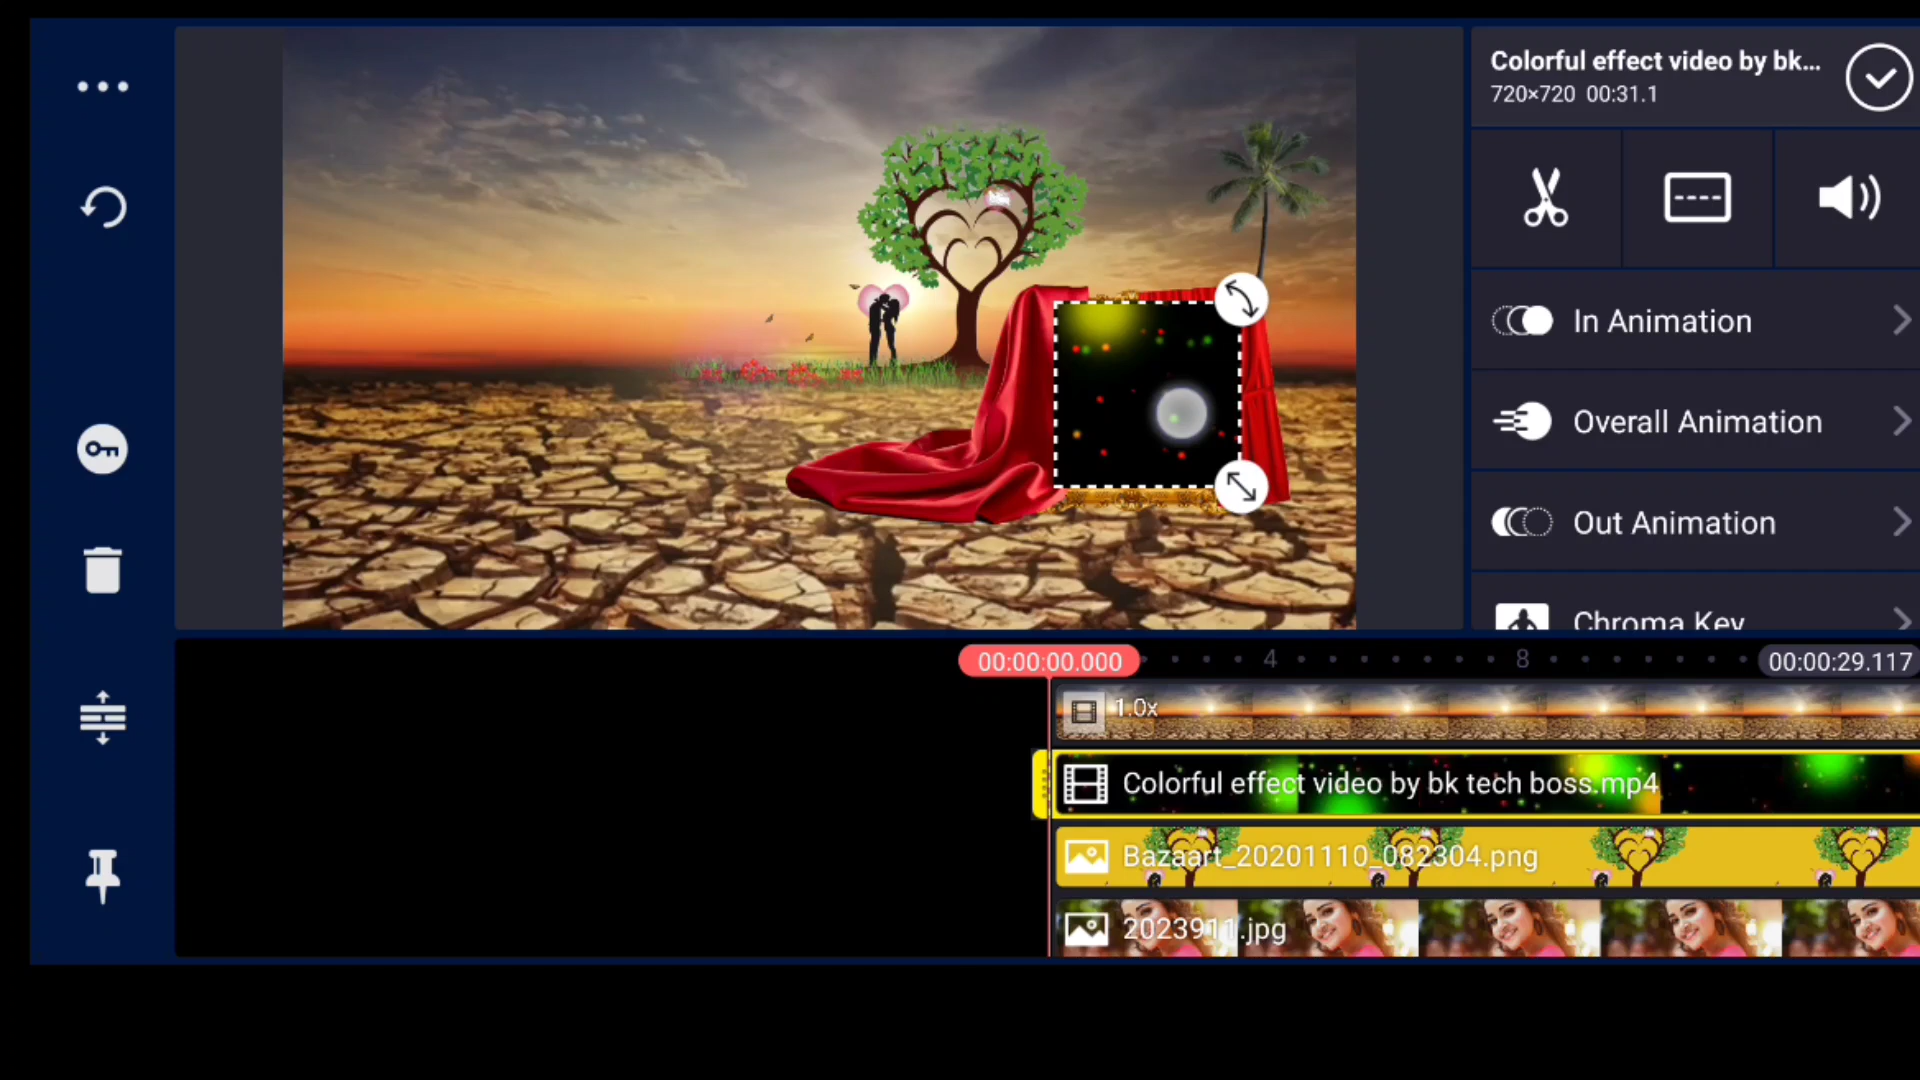 Colorful effect video by bk...
720×720 00:31.1
In Animation
Overall Animation
Out Animation
Chroma Key
00:00:00.000
4
8
00:00:29.117
1.0x
Colorful effect video by bk tech boss.mp4
Bazaart_20201110_082304.png
2023911.jpg